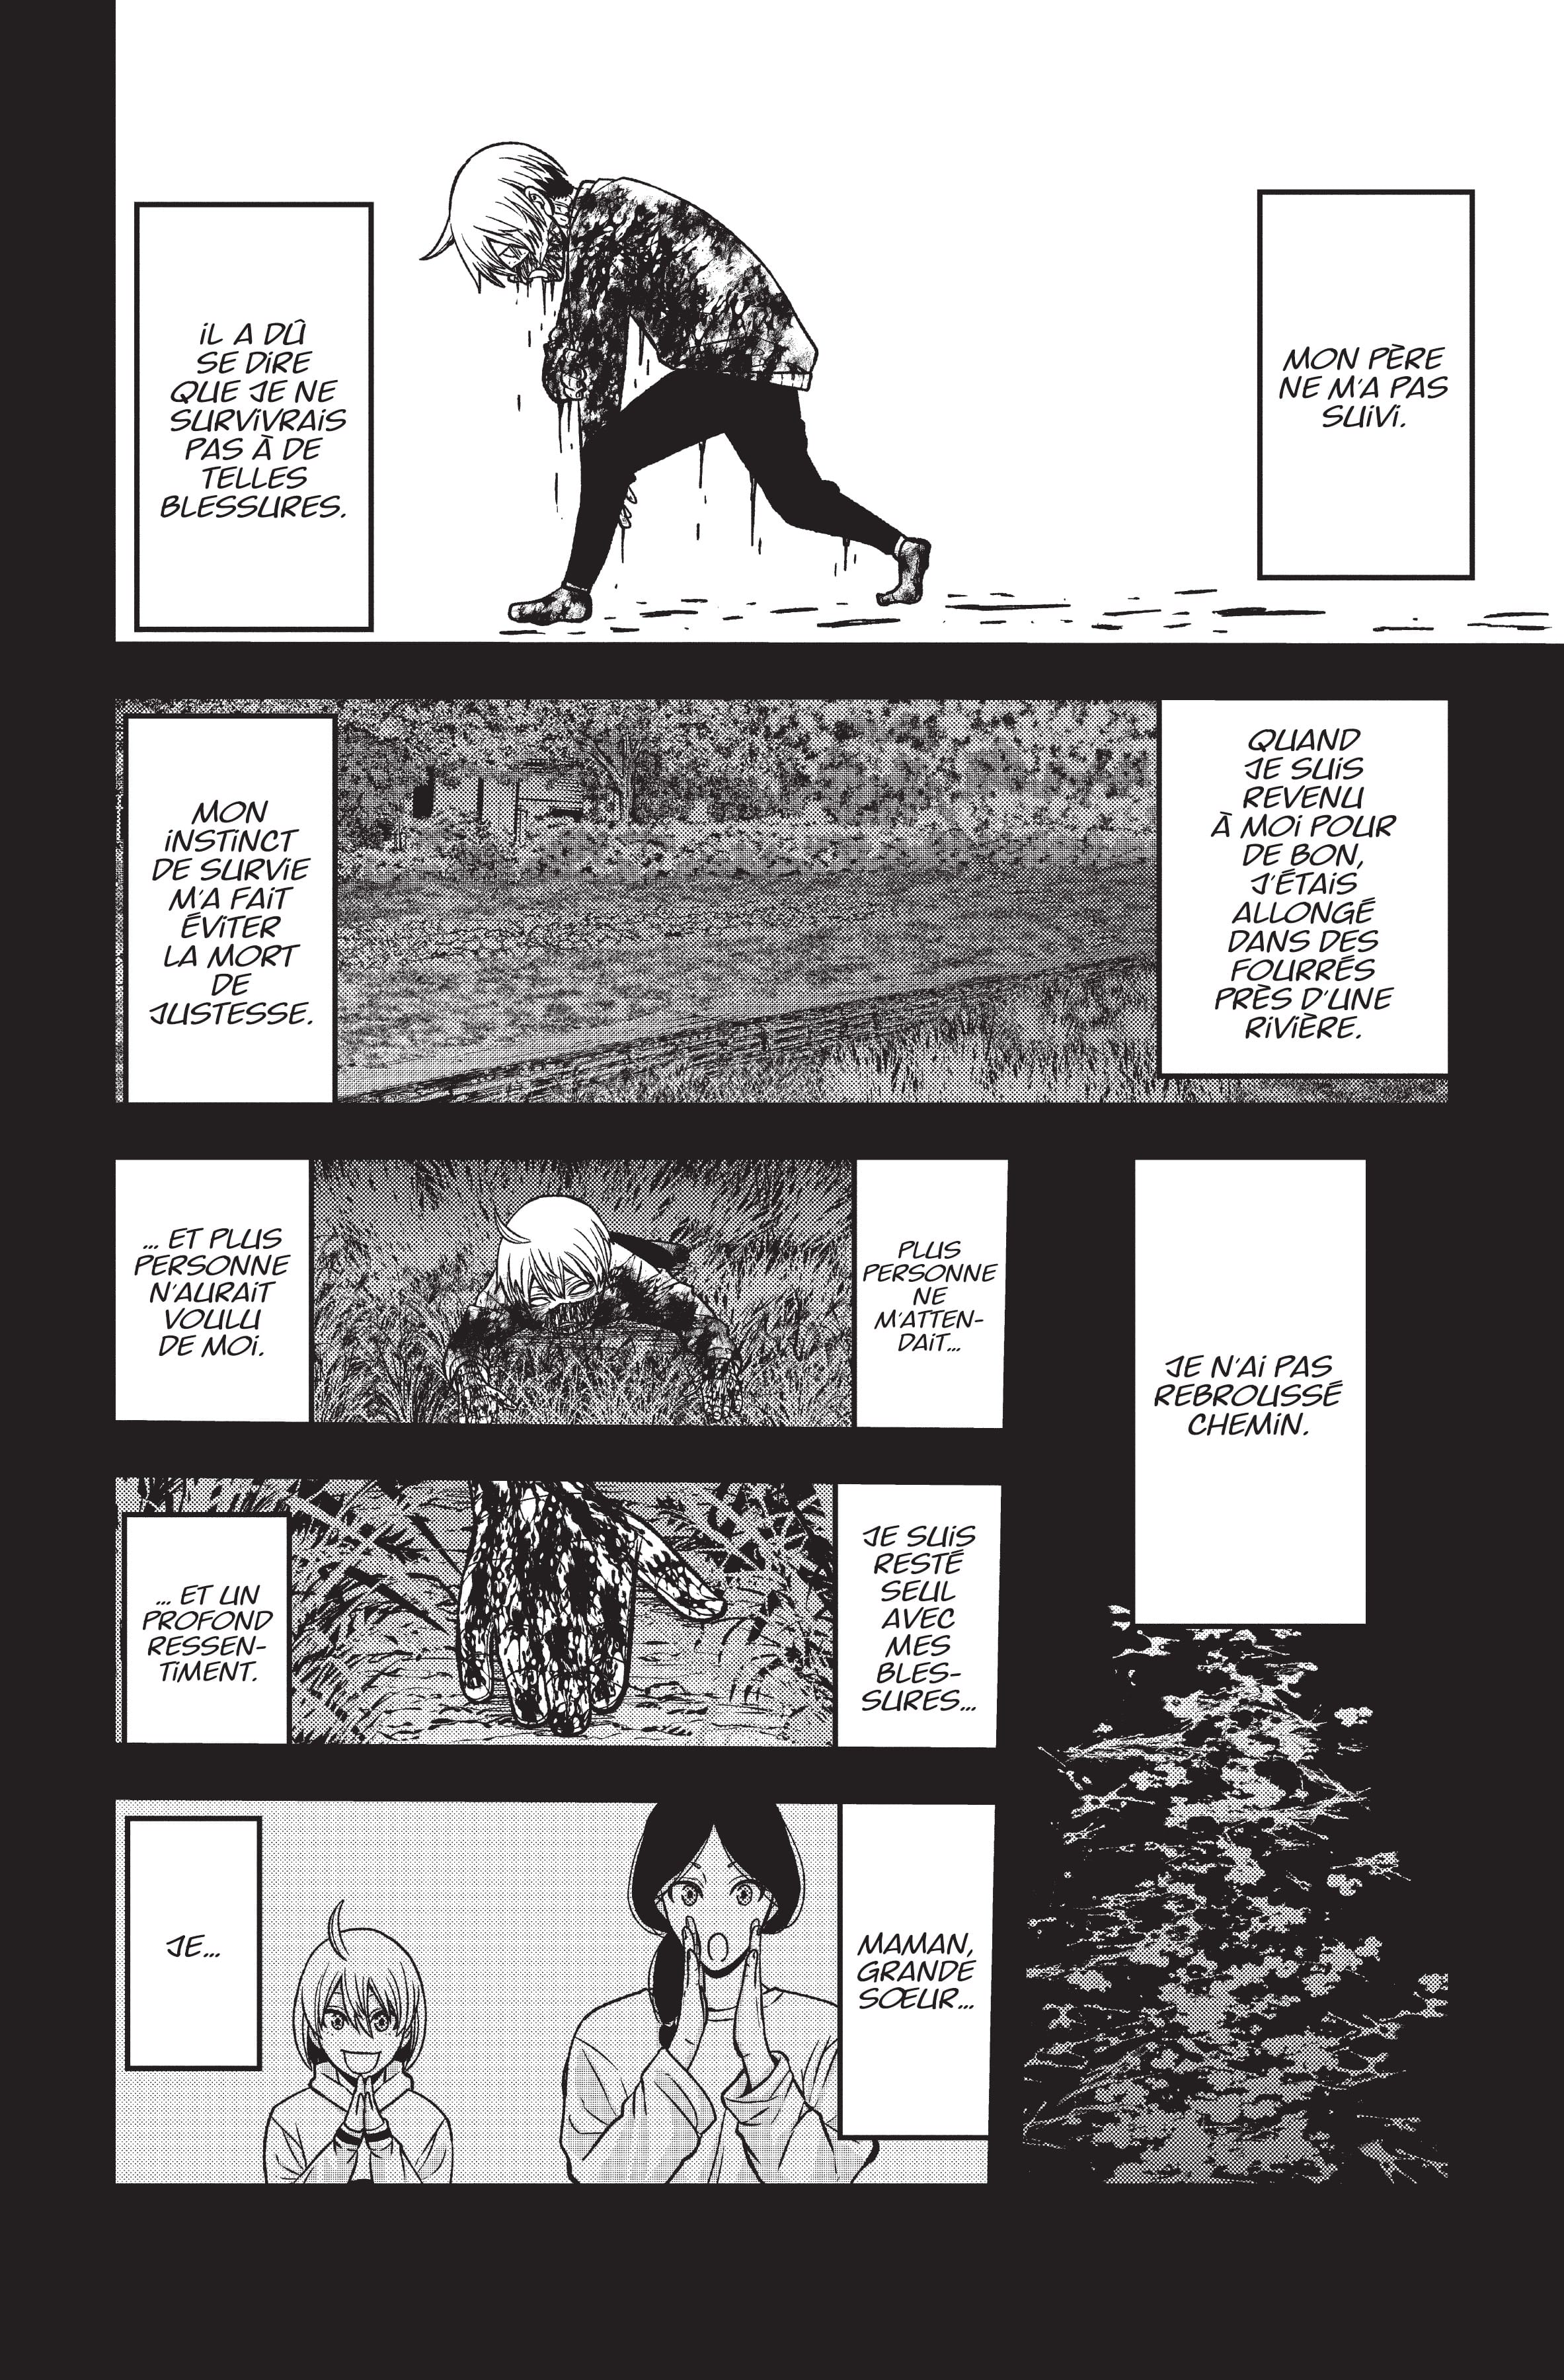 MON PÈRE
NE M'A PAS
SUIVI.
IL A DÛ
SE DIRE
QUE JE NE
SURVIVRAIS
PAS À DE
TELLES
BLESSURES.
QUAND
JE SUIS
REVENU
À MOI POUR
DE BON,
J'ÉTAIS
ALLONGÉ
DANS DES
FOURRÉS
PRÈS D'UNE
RIVIÈRE.
MON
INSTINCT
DE SURVIE
M'A FAIT
ÉVITER
LA MORT
DE
JUSTESSE.
JE N'AI PAS
REBROUSSÉ
CHEMIN.
PLUS
PERSONNE
NE
M'ATTEN-
DAIT...
... ET PLUS
PERSONNE
N'AURAIT
VOULU
DE MOI.
JE SUIS
RESTÉ
SEUL
AVEC
MES
BLES-
SURES...
... ET UN
PROFOND
RESSEN-
TIMENT.
MAMAN,
GRANDE
SŒUR...
JE...